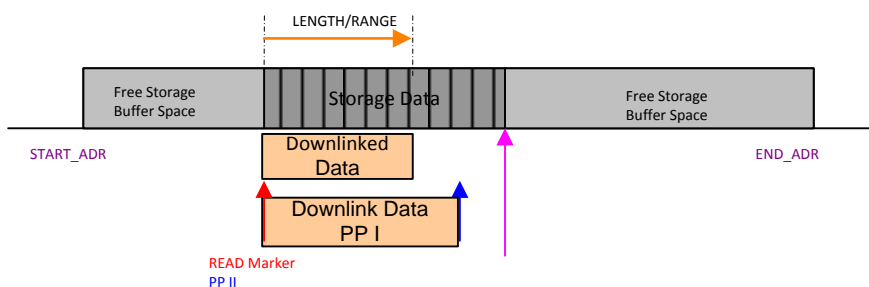 LENGTH/RANGE
Free Storage
Buffer Space
Storage Data
Free Storage
Buffer Space
START_ADR
END_ADR
Downlinked
Data
Downlink Data
PP I
READ Marker
PP II